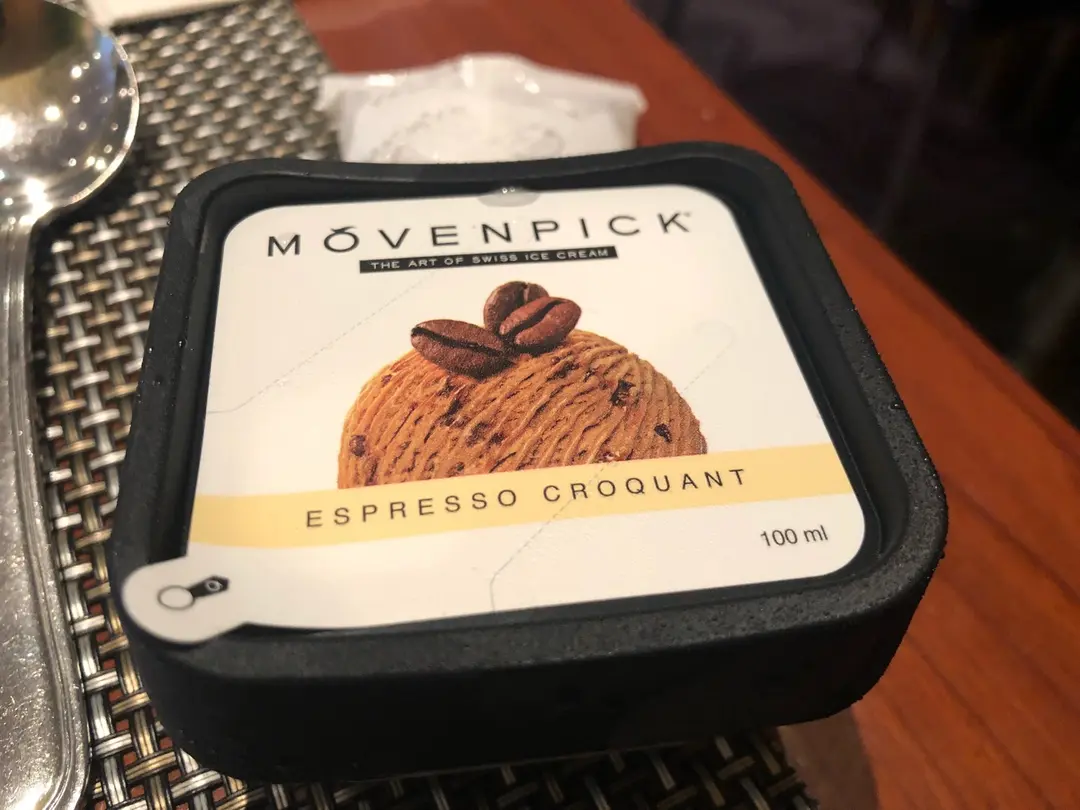 MÖVENPICK®
THE ART OF SWISS ICE CREAM
ESPRESSO CROQUANT
100 ml